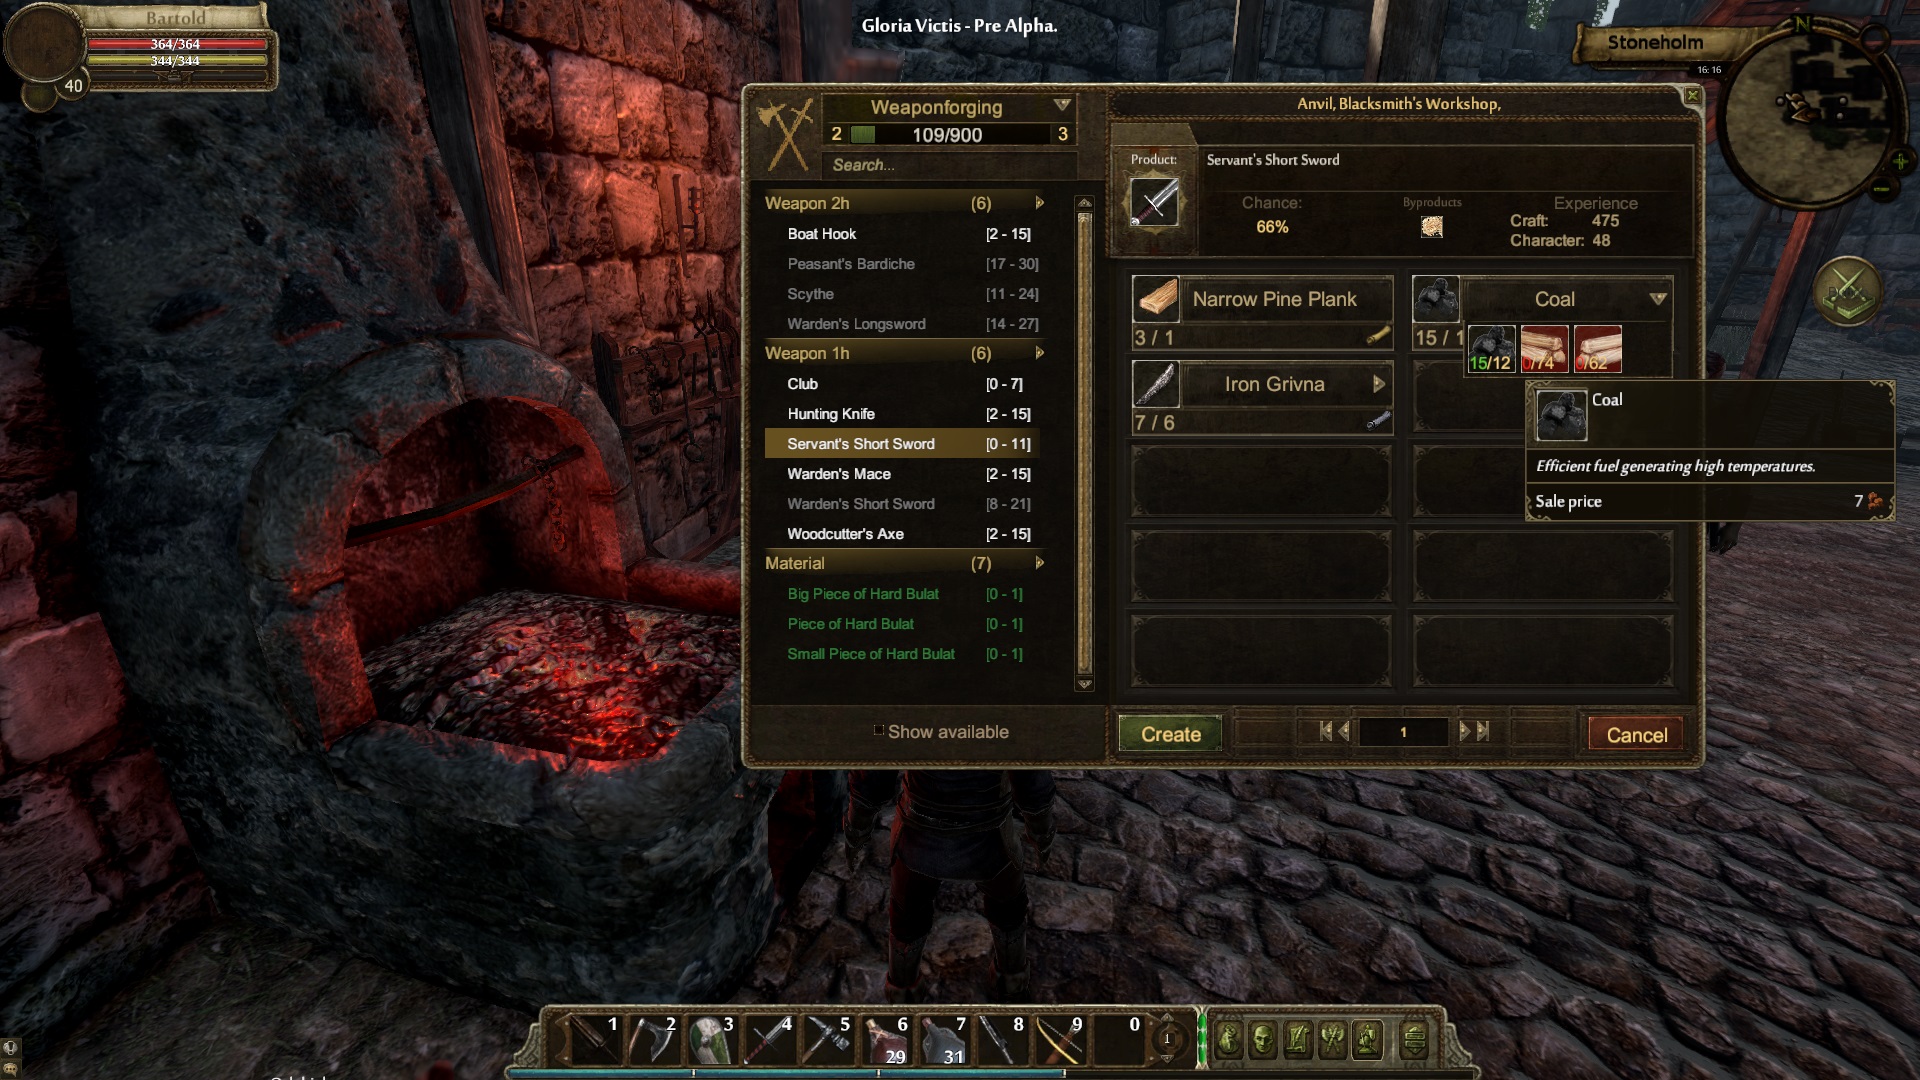 Bartold
364/364
344/344
40
Gloria Victis - Pre Alpha.
Stoneholm
N
16:16
Weaponforging
2 109/900 3
Search...
Weapon 2h (6)
Boat Hook [2 - 15]
Peasant's Bardiche [17 - 30]
Scythe [11 - 24]
Warden's Longsword [14 - 27]
Weapon 1h (6)
Club [0 - 7]
Hunting Knife [2 - 15]
Servant's Short Sword [0 - 11]
Warden's Mace [2 - 15]
Warden's Short Sword [8 - 21]
Woodcutter's Axe [2 - 15]
Material (7)
Big Piece of Hard Bulat [0 - 1]
Piece of Hard Bulat [0 - 1]
Small Piece of Hard Bulat [0 - 1]
Show available
Anvil, Blacksmith's Workshop,
Product:
Servant's Short Sword
Chance:
66%
Byproducts
Experience
Craft: 475
Character: 48
Narrow Pine Plank
3 / 1
Coal
15 / 1
15/12 0/74 0/62
Iron Grivna
7 / 6
Coal
Efficient fuel generating high temperatures.
Sale price 7
Create
1
Cancel
1 2 3 4 5 6 7 8 9 0
29 31
1